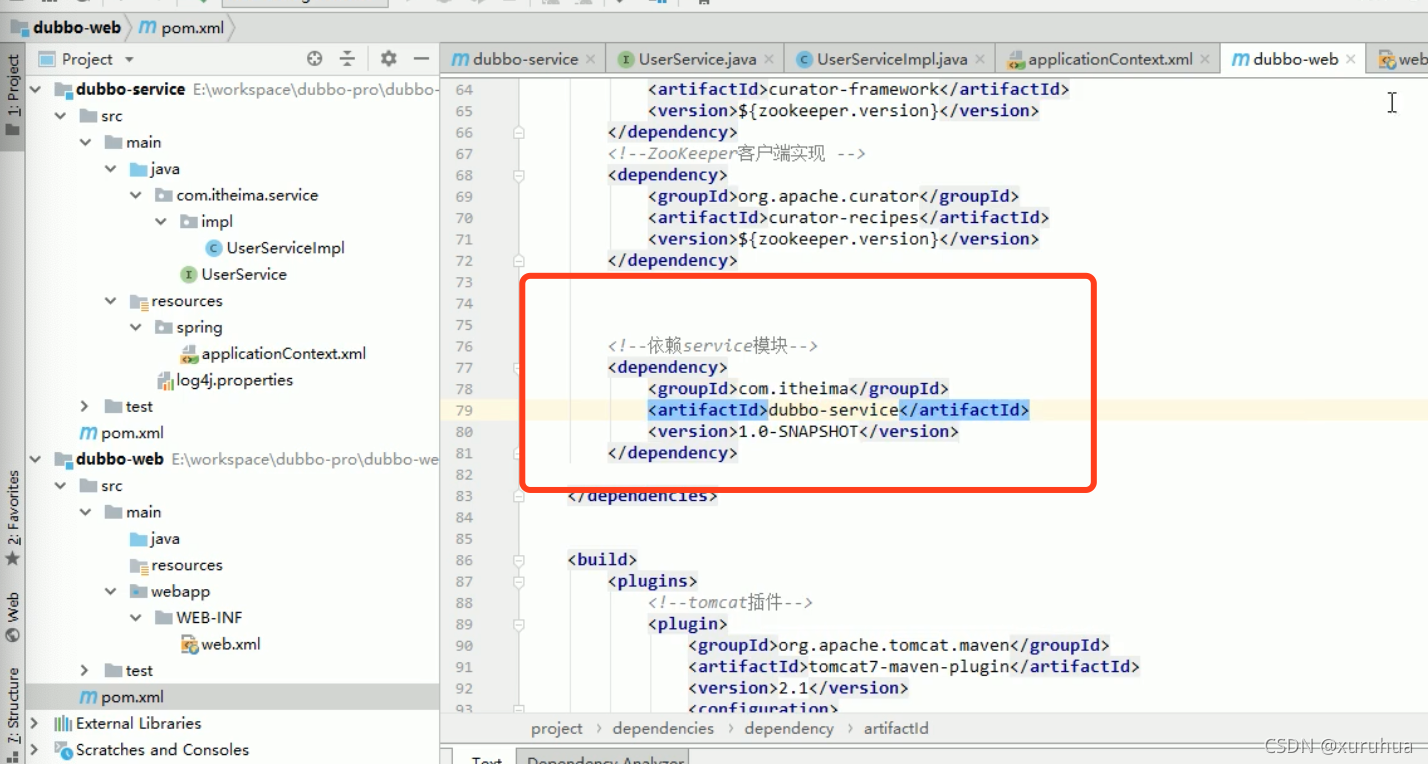 dubbo-web
pom.xml
Project
dubbo-service
UserService.java
UserServiceImpl.java
applicationContext.xml
dubbo-web
web
1: Project
2: Favorites
Web
7: Structure
dubbo-service E:\workspace\dubbo-pro\dubbo-
src
main
java
com.itheima.service
impl
UserServiceImpl
UserService
resources
spring
applicationContext.xml
log4j.properties
test
pom.xml
dubbo-web E:\workspace\dubbo-pro\dubbo-we
src
main
java
resources
webapp
WEB-INF
web.xml
test
pom.xml
External Libraries
Scratches and Consoles
64 <artifactId>curator-framework</artifactId>
65 <version>${zookeeper.version}</version>
66 </dependency>
67 <!--ZooKeeper客户端实现 -->
68 <dependency>
69 <groupId>org.apache.curator</groupId>
70 <artifactId>curator-recipes</artifactId>
71 <version>${zookeeper.version}</version>
72 </dependency>
73
74
75
76 <!--依赖service模块-->
77 <dependency>
78 <groupId>com.itheima</groupId>
79 <artifactId>dubbo-service</artifactId>
80 <version>1.0-SNAPSHOT</version>
81 </dependency>
82
83 </dependencies>
84
85
86 <build>
87 <plugins>
88 <!--tomcat插件-->
89 <plugin>
90 <groupId>org.apache.tomcat.maven</groupId>
91 <artifactId>tomcat7-maven-plugin</artifactId>
92 <version>2.1</version>
93 <configuration>
project › dependencies › dependency › artifactId
Text
Dependency Analyzer
CSDN @xuruhua